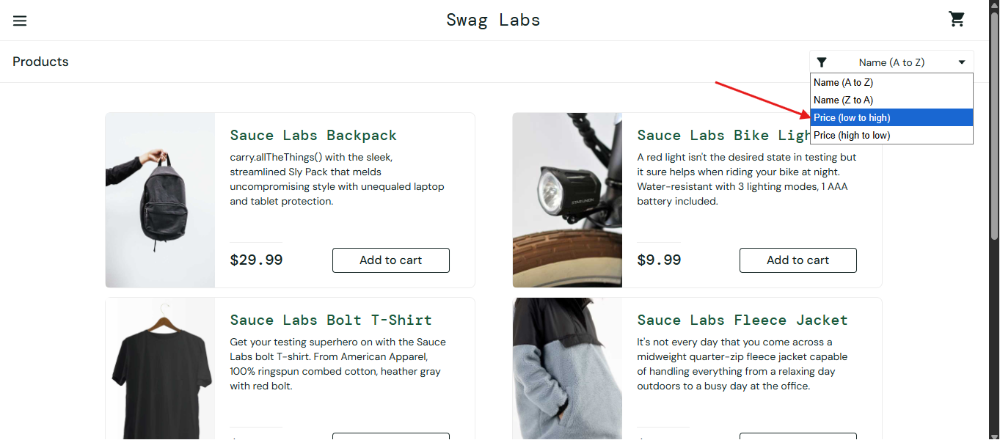 Swag Labs
Products
Name (A to Z)
Name (A to Z)
Name (Z to A)
Price (low to high)
Price (high to low)
Sauce Labs Backpack
carry.allTheThings() with the sleek,
streamlined Sly Pack that melds
uncompromising style with unequaled laptop
and tablet protection.
$29.99
Add to cart
Sauce Labs Bike Ligh
A red light isn't the desired state in testing but
it sure helps when riding your bike at night.
Water-resistant with 3 lighting modes, 1 AAA
battery included.
STAR UNION
$9.99
Add to cart
Sauce Labs Bolt T-Shirt
Get your testing superhero on with the Sauce
Labs bolt T-shirt. From American Apparel,
100% ringspun combed cotton, heather gray
with red bolt.
Sauce Labs Fleece Jacket
It's not every day that you come across a
midweight quarter-zip fleece jacket capable
of handling everything from a relaxing day
outdoors to a busy day at the office.